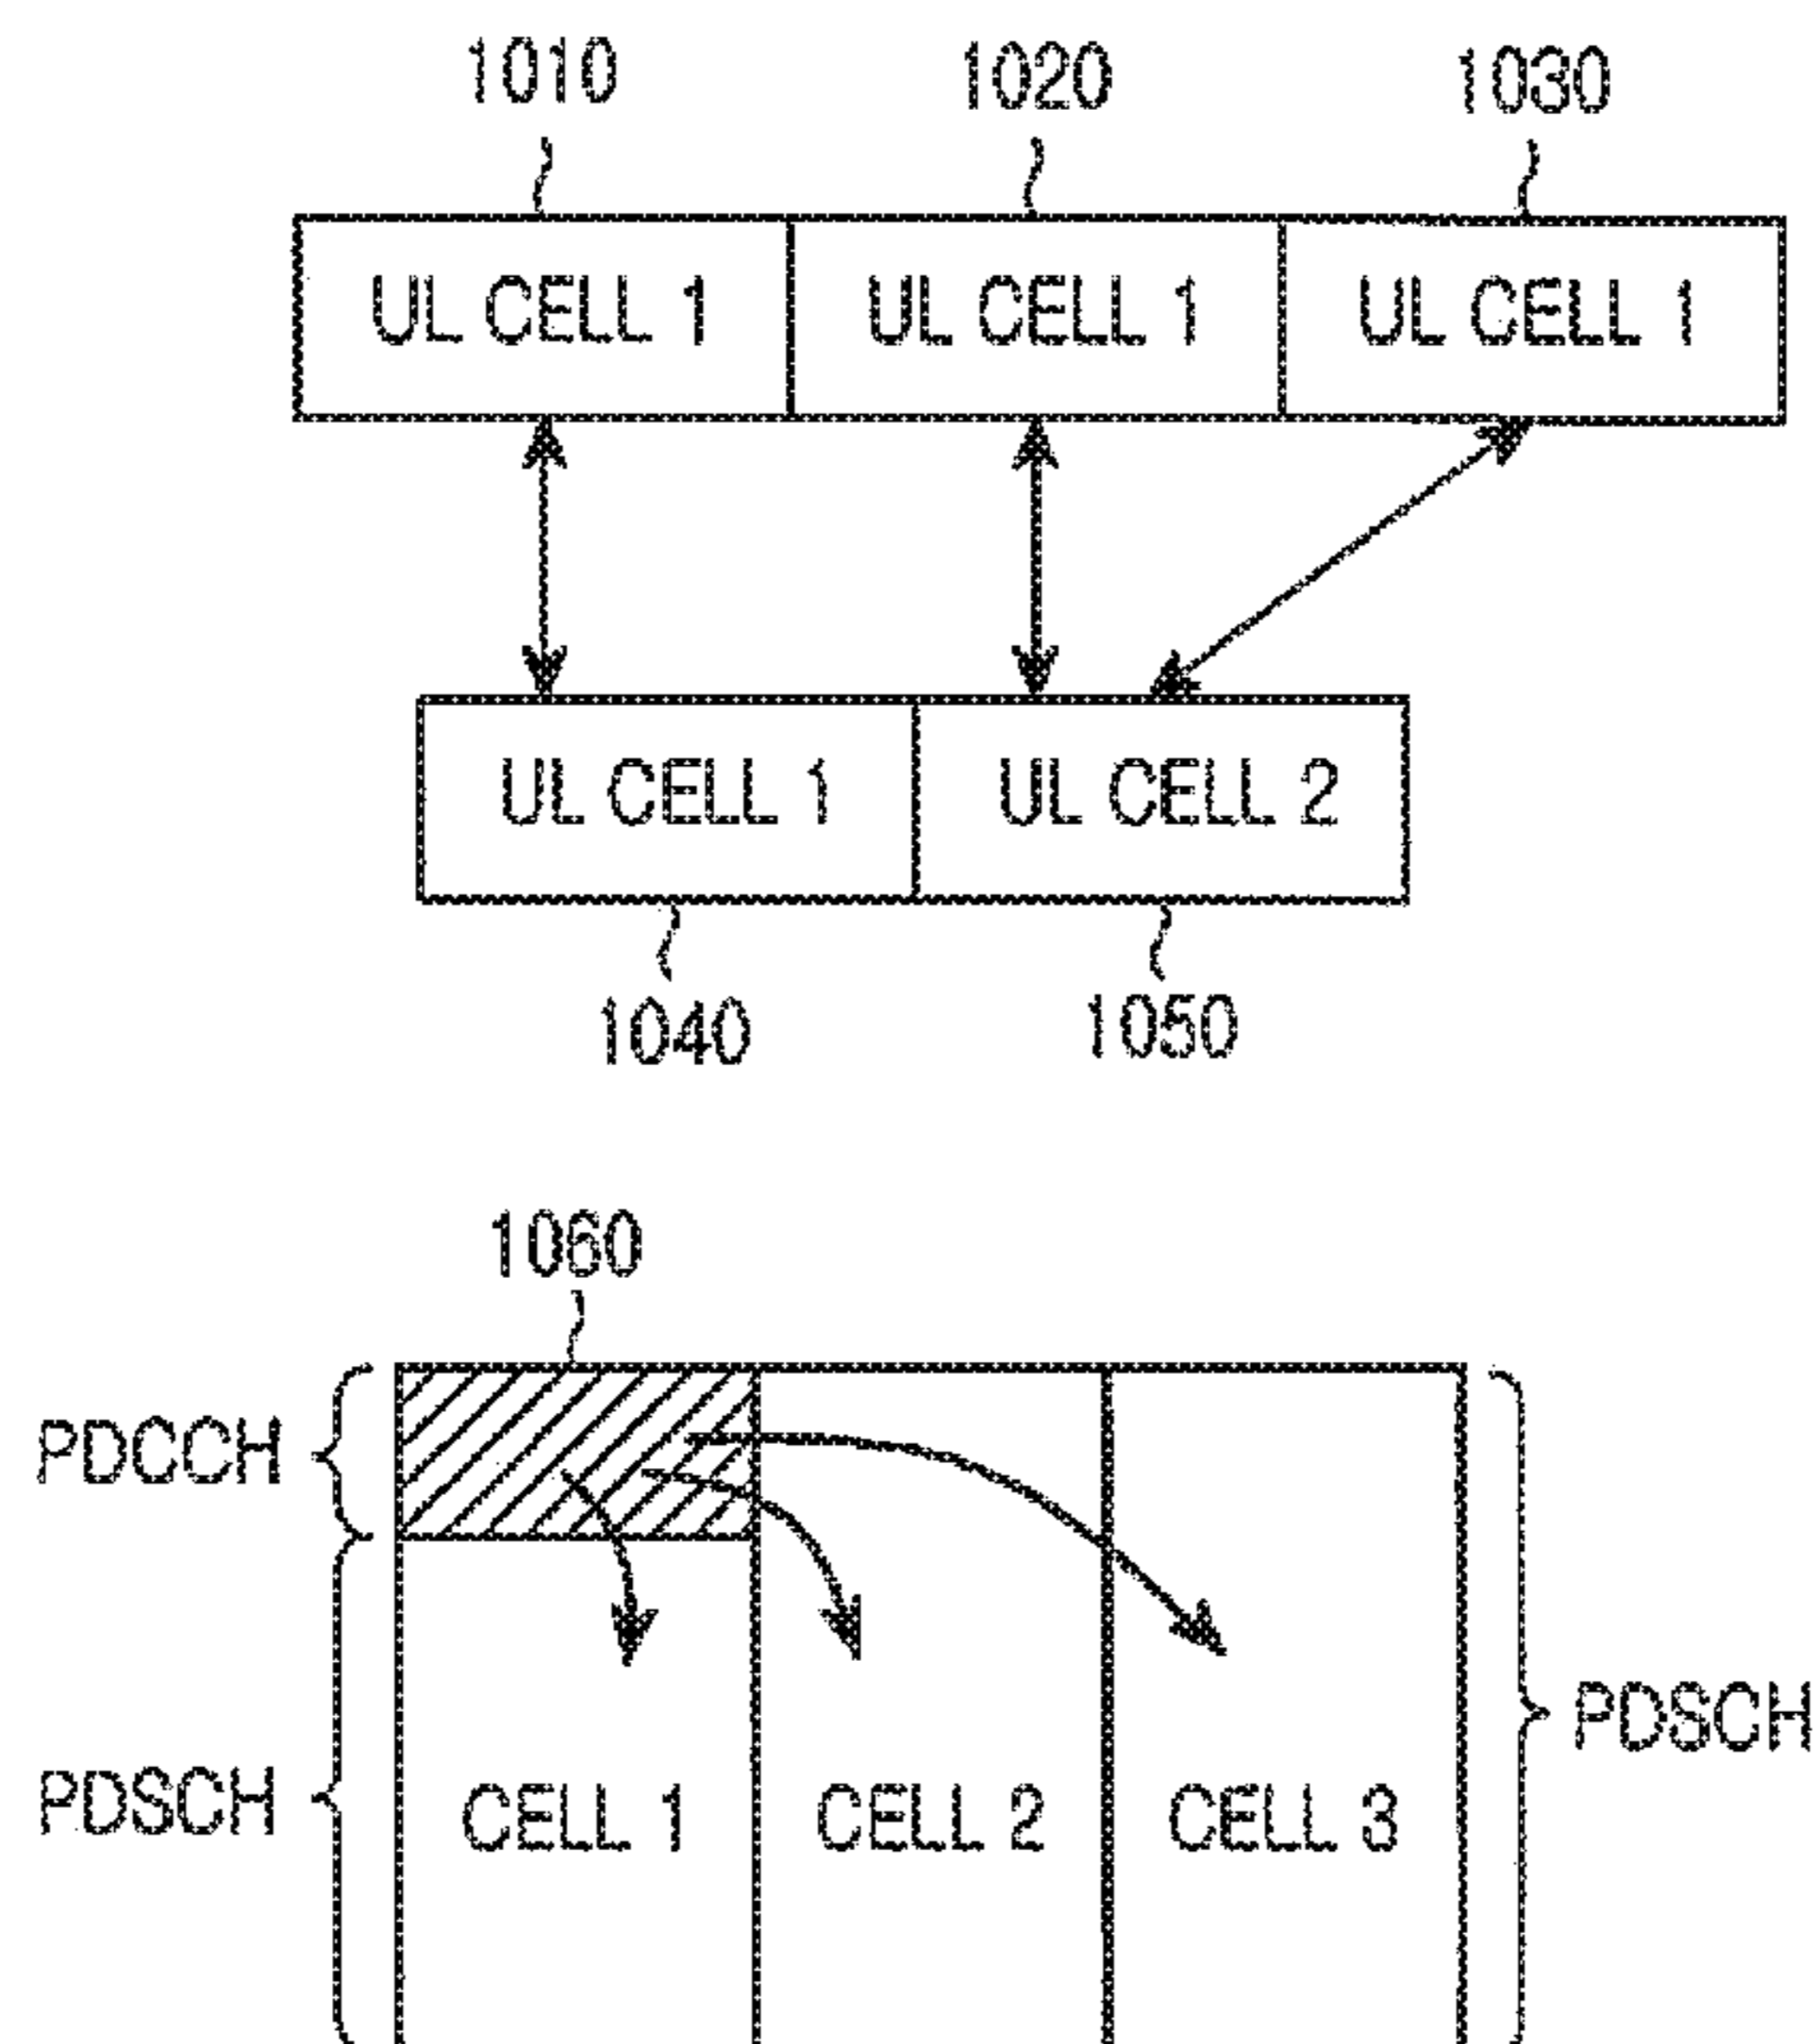 1010 1020 1030
UL CELL 1 UL CELL 1 UL CELL 1
UL CELL 1 UL CELL 2
1040 1050
1060
PDCCH
PDSCH
PDSCH
CELL 1 CELL 2 CELL 3